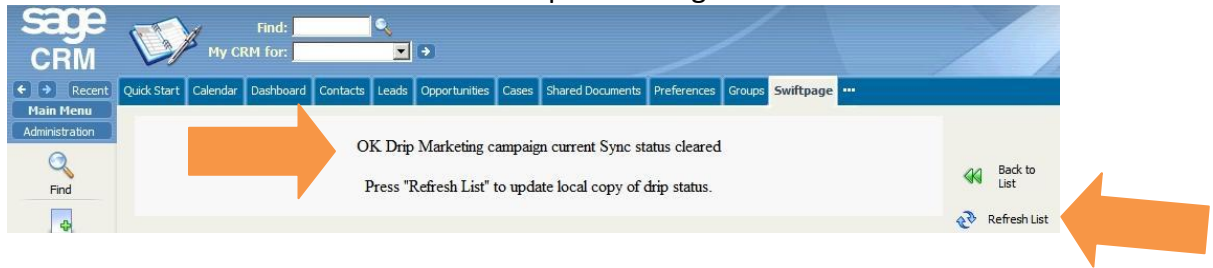 sage
CRM
Find:
My CRM for:
Recent
Quick Start Calendar Dashboard Contacts Leads Opportunities Cases Shared Documents Preferences Groups Swiftpage •••
Main Menu
Administration
Find
OK Drip Marketing campaign current Sync status cleared
Press "Refresh List" to update local copy of drip status.
Back to
List
Refresh List